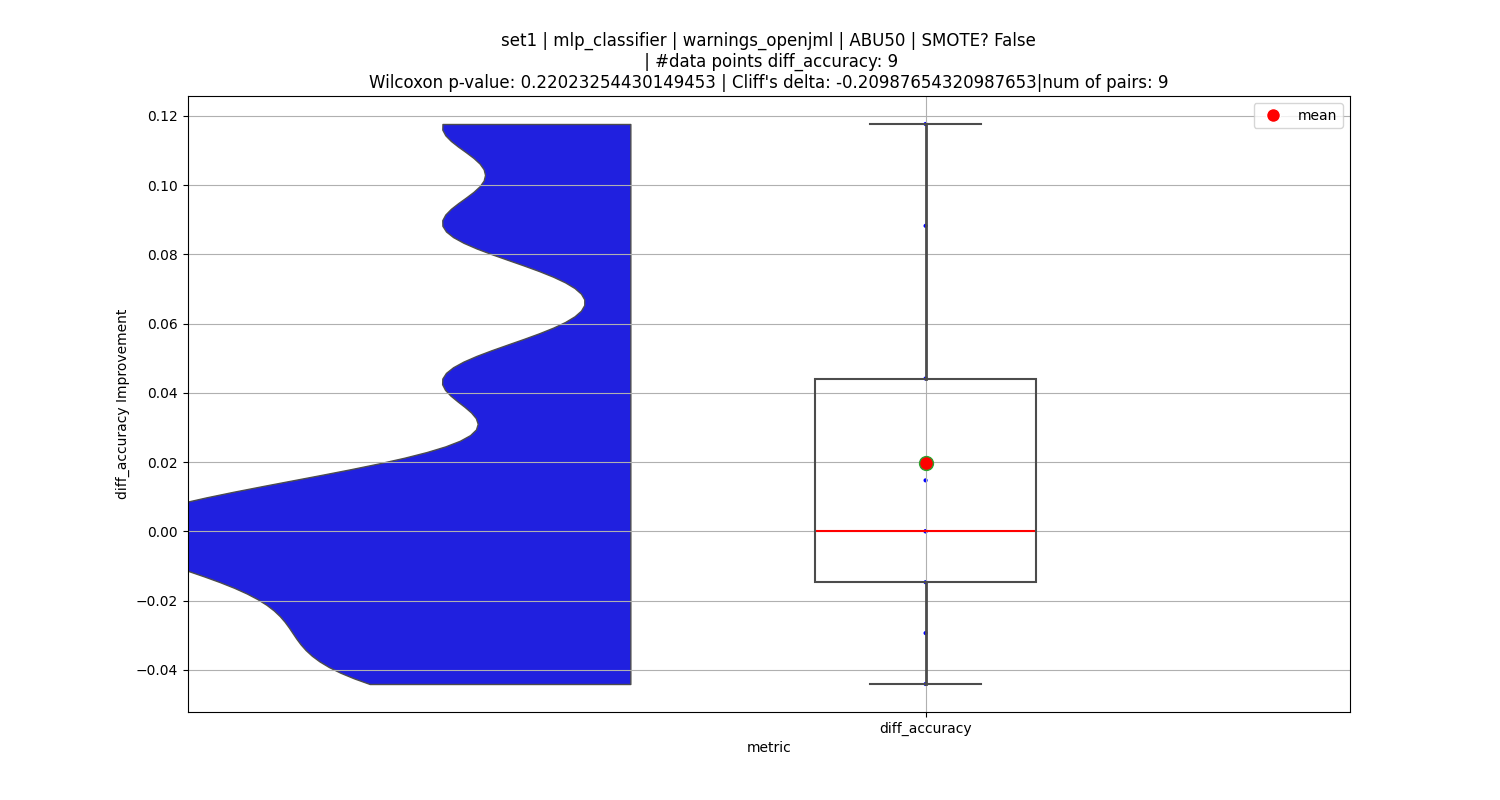 set1 | mlp_classifier | warnings_openjml | ABU50 | SMOTE? False
| #data points diff_accuracy: 9
Wilcoxon p-value: 0.22023254430149453 | Cliff's delta: -0.20987654320987653|num of pairs: 9
mean
0.12
0.10
0.08
0.06
0.04
0.02
0.00
−0.02
−0.04
diff_accuracy Improvement
diff_accuracy
metric